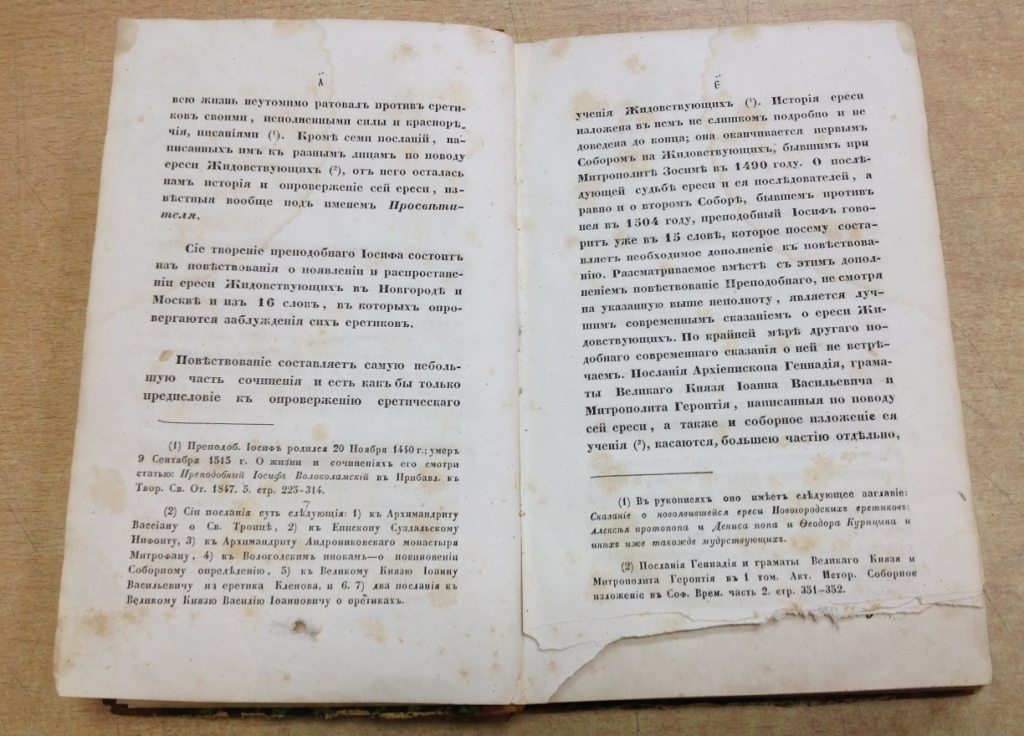 д҃
всю жизнь неутомимо ратовалъ противъ ерети-
ковъ своими, исполненными силы и краснорѣ-
чія, писаніями (¹). Кромѣ семи посланій, на-
писанныхъ имъ къ разнымъ лицамъ по поводу
ереси Жидовствующихъ (²), отъ него осталась
намъ исторія и опроверженіе сей ереси, из-
вѣстныя вообще подъ именемъ Просвѣти-
теля.
Сіе твореніе преподобнаго Іосифа состоитъ
изъ повѣствованія о появленіи и распростане-
ніи ереси Жидовствующихъ въ Новгородѣ и
Москвѣ и изъ 16 словъ, въ которыхъ опро-
вергаются заблужденія сихъ еретиковъ.
Повѣствованіе составляетъ самую неболь-
шую часть сочиненія и есть какъ бы только
предисловіе къ опроверженію еретическаго
(1) Преподоб. Іосифъ родился 20 Ноября 1440 г.; умеръ
9 Сентября 1515 г. О жизни и сочиненіяхъ его смотри
статью: Преподобный Іосифъ Волоколамскій въ Прибавл. къ
Твор. Св. От. 1847. 5. стр. 225-314.
(2) Сіи посланія суть слѣдующія: 1) къ Архимандриту
Вассіану о Св. Троицѣ, 2) къ Епископу Суздальскому
Нифонту, 3) къ Архимандриту Андрониковскаго монастыря
Митрофану, 4) къ Вологодскимъ инокамъ—о повиновеніи
Соборному опредѣленію, 5) къ Великому Князю Іоанну
Васильевичу на еретика Кленова, и 6. 7) два посланія къ
Великому Князю Василію Іоанновичу о еретикахъ.
є҃
ученія Жидовствующихъ (¹). Исторія ереси
изложена въ немъ не слишкомъ подробно и не
доведена до конца; она оканчивается первымъ
Соборомъ на Жидовствующихъ, бывшимъ при
Митрополитѣ Зосимѣ въ 1490 году. О послѣ-
дующей судьбѣ ереси и ея послѣдователей, а
равно и о второмъ Соборѣ, бывшемъ противъ
нея въ 1504 году, преподобный Іосифъ гово-
ритъ уже въ 15 словѣ, которое посему соста-
вляетъ необходимое дополненіе къ повѣствова-
нію. Разсматриваемое вмѣстѣ съ этимъ допол-
неніемъ повѣствованіе Преподобнаго, не смотря
на указанную выше неполноту, является луч-
шимъ современнымъ сказаніемъ о ереси Жи-
довствующихъ. По крайней мѣрѣ другаго по-
добнаго современнаго сказанія о ней не встрѣ-
чаемъ. Посланія Архіепископа Геннадія, грама-
ты Великаго Князя Іоанна Васильевича и
Митрополита Геронтія, написанныя по поводу
сей ереси, а также и соборное изложеніе ея
ученія (²), касаются, большею частію отдѣльно,
(1) Въ рукописяхъ оно имѣетъ слѣдующее заглавіе:
Сказаніе о новоявившейся ереси Новогородскихъ еретиковъ:
Алексѣя протопопа и Дениса попа и Ѳеодора Курицына и
инѣхъ иже такожде мудрствующихъ.
(2) Посланія Геннадія и граматы Великаго Князя и
Митрополита Геронтія въ 1 том. Акт. Истор. Соборное
изложеніе въ Соф. Врем. часть 2. стр. 351—352.